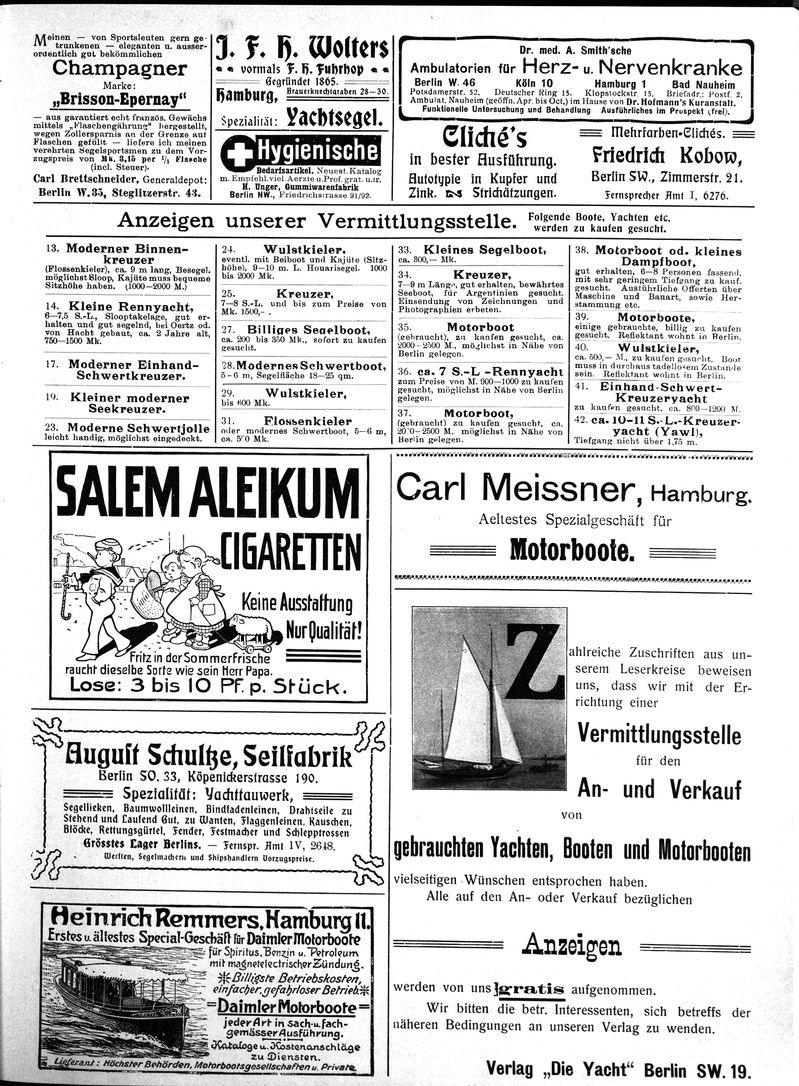 Meinen — von Sportsleuten gern ge-
trunkenen — eleganten u. ausser-
ordentlich gut bekömmlichen
Champagner
Marke:
„Brisson-Epernay“
— aus garantiert echt französ. Gewächs
mittels „Flaschengährung“ hergestellt,
wegen Zollersparnis an der Grenze auf
Flaschen gefüllt — liefere ich meinen
verehrten Segelsportsmen zu dem Vor-
zugspreis von Mk. 3,15 per 1/1 Flasche
(incl. Steuer).
Carl Brettschneider, Generaldepot:
Berlin W. 35, Steglitzerstr. 43.
J. F. H. Wolters
vormals F. H. Fuhrhop
Gegründet 1865.
Hamburg, Brauerknechtgraben 28—30.
Spezialität: Yachtsegel.
Hygienische
Bedarfsartikel. Neuest. Katalog
m. Empfehl. viel. Aerzte u. Prof. grat. u. fr.
H. Unger, Gummiwarenfabrik
Berlin NW., Friedrichstrasse 91/92.
Dr. med. A. Smith'sche
Ambulatorien für Herz- u. Nervenkranke
Berlin W. 46 Köln 10 Hamburg 1 Bad Nauheim
Potsdamerstr. 52. Deutscher Ring 15. Klopstockstr. 15. Briefadr.: Postf. 2.
Ambulat. Nauheim (geöffn. Apr. bis Oct.) im Hause von Dr. Hofmann's Kuranstalt.
Funktionelle Untersuchung und Behandlung Ausführliches im Prospekt (frei).
Cliché's
in bester Ausführung.
Autotypie in Kupfer und
Zink. Strichätzungen.
Mehrfarben-Clichés.
Friedrich Kobow,
Berlin SW., Zimmerstr. 21.
Fernsprecher Amt I, 6276.
Anzeigen unserer Vermittlungsstelle. Folgende Boote, Yachten etc.
werden zu kaufen gesucht.
13. Moderner Binnen-
kreuzer
(Flossenkieler), ca. 9 m lang, Besegel.
möglichst Sloop, Kajüte muss bequeme
Sitzhöhe haben. (1000—2000 M.)
14. Kleine Rennyacht,
6—7,5 S.-L., Slooptakelage, gut er-
halten und gut segelnd, bei Oertz od.
von Hacht gebaut, ca. 2 Jahre alt,
750—1500 Mk.
17. Moderner Einhand-
Schwertkreuzer.
19. Kleiner moderner
Seekreuzer.
23. Moderne Schwertjolle
leicht handig, möglichst eingedeckt.
24. Wulstkieler,
eventl. mit Beiboot und Kajüte (Sitz-
höhe), 9—10 m. L. Houarisegel. 1000
bis 2000 Mk.
25. Kreuzer,
7—8 S.-L. und bis zum Preise von
Mk. 1500,- .
27. Billiges Segelboot,
ca. 200 bis 350 Mk., sofort zu kaufen
gesucht.
28. Modernes Schwertboot,
5—6 m, Segelfläche 18—25 qm.
29. Wulstkieler,
bis 600 Mk.
31. Flossenkieler
oder modernes Schwertboot, 5—6 m,
ca. 500 Mk.
33. Kleines Segelboot,
ca. 300,— Mk.
34. Kreuzer,
7—9 m Länge, gut erhalten, bewährtes
Seeboot, für Argentinien gesucht.
Einsendung von Zeichnungen und
Photographien erbeten.
35. Motorboot
(gebraucht), zu kaufen gesucht, ca.
2000-2500 M., möglichst in Nähe von
Berlin gelegen.
36. ca. 7 S.-L.-Rennyacht
zum Preise von M. 900—1000 zu kaufen
gesucht, möglichst in Nähe von Berlin
gelegen.
37. Motorboot,
(gebraucht) zu kaufen gesucht, ca.
2000—2500 M. möglichst in Nähe von
Berlin gelegen.
38. Motorboot od. kleines
Dampfboot,
gut erhalten, 6—8 Personen fassend,
mit sehr geringem Tiefgang zu kauf.
gesucht. Ausführliche Offerten über
Maschine und Bauart, sowie Her-
stammung etc.
39. Motorboote,
einige gebrauchte, billig zu kaufen
gesucht. Reflektant wohnt in Berlin.
40. Wulstkieler,
ca. 500,— M., zu kaufen gesucht. Boot
muss in durchaus tadellosem Zustande
sein. Reflektant wohnt in Berlin.
41. Einhand-Schwert-
Kreuzeryacht
zu kaufen gesucht. ca. 800—1200 M.
42. ca. 10-11 S.-L.-Kreuzer-
yacht (Yawl),
Tiefgang nicht über 1,75 m.
SALEM ALEIKUM
CIGARETTEN
Keine Ausstattung
Nur Qualität!
Fritz in der Sommerfrische
raucht dieselbe Sorte wie sein Herr Papa.
Lose: 3 bis 10 Pf. p. Stück.
Carl Meissner, Hamburg.
Aeltestes Spezialgeschäft für
Motorboote.
August Schultze, Seilfabrik
Berlin SO. 33, Köpenickerstrasse 190.
Spezialität: Yachttauwerk,
Segellieken, Baumwollleinen, Bindfadenleinen, Drahtseile zu
Stehend und Laufend Gut, zu Wanten, Flaggenleinen, Kauschen,
Blöcke, Rettungsgürtel, Fender, Festmacher und Schlepptrossen
Grösstes Lager Berlins. — Fernspr. Amt IV, 2648.
Werften, Segelmachern und Shipshandlern Vorzugspreise.
Heinrich Remmers, Hamburg 11.
Erstes u. ältestes Special-Geschäft für Daimler Motorboote
für Spiritus, Benzin u. Petroleum
mit magnetelectrischer Zündung.
Billigste Betriebskosten,
einfacher, gefahrloser Betrieb
Daimler Motorboote
jeder Art in sach- u. fach-
gemässer Ausführung.
Kataloge u. Kostenanschläge
zu Diensten.
Lieferant: Höchster Behörden, Motorbootsgesellschaften u. Private.
Zahlreiche Zuschriften aus un-
serem Leserkreise beweisen
uns, dass wir mit der Er-
richtung einer
Vermittlungsstelle
für den
An- und Verkauf
von
gebrauchten Yachten, Booten und Motorbooten
vielseitigen Wünschen entsprochen haben.
Alle auf den An- oder Verkauf bezüglichen
Anzeigen
werden von uns gratis aufgenommen.
Wir bitten die betr. Interessenten, sich betreffs der
näheren Bedingungen an unseren Verlag zu wenden.
Verlag „Die Yacht“ Berlin SW. 19.